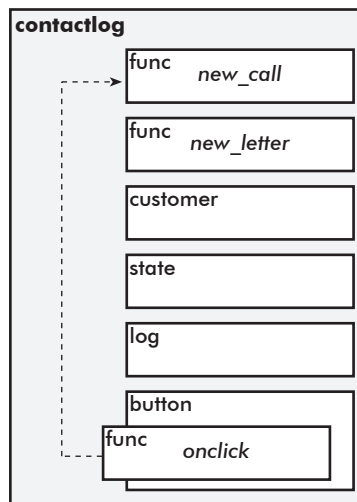 contactlog
func
new_call
func
new_letter
customer
state
log
button
func
onclick